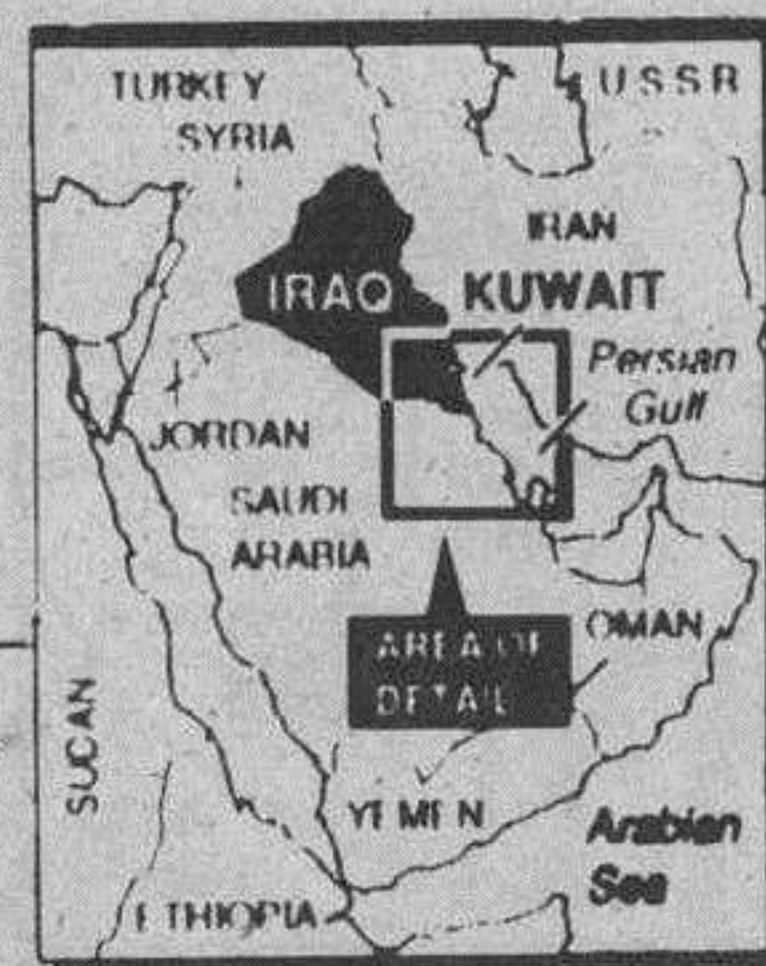 TURKEY
USSR
SYRIA
IRAN
IRAQ
KUWAIT
Persian
Gulf
JORDAN
SAUDI
ARABIA
OMAN
AREA OF
DETAIL
SUDAN
YEMEN
Arabian
Sea
ETHIOPIA